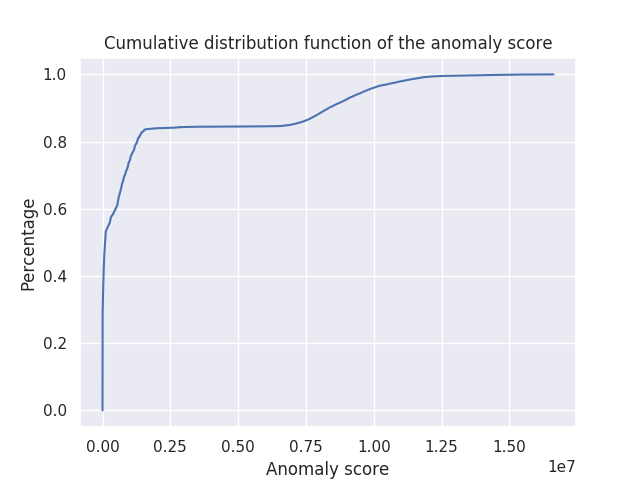 Cumulative distribution function of the anomaly score
1.0
0.8
0.6
0.4
0.2
0.0
Percentage
0.00 0.25 0.50 0.75 1.00 1.25 1.50
1e7
Anomaly score